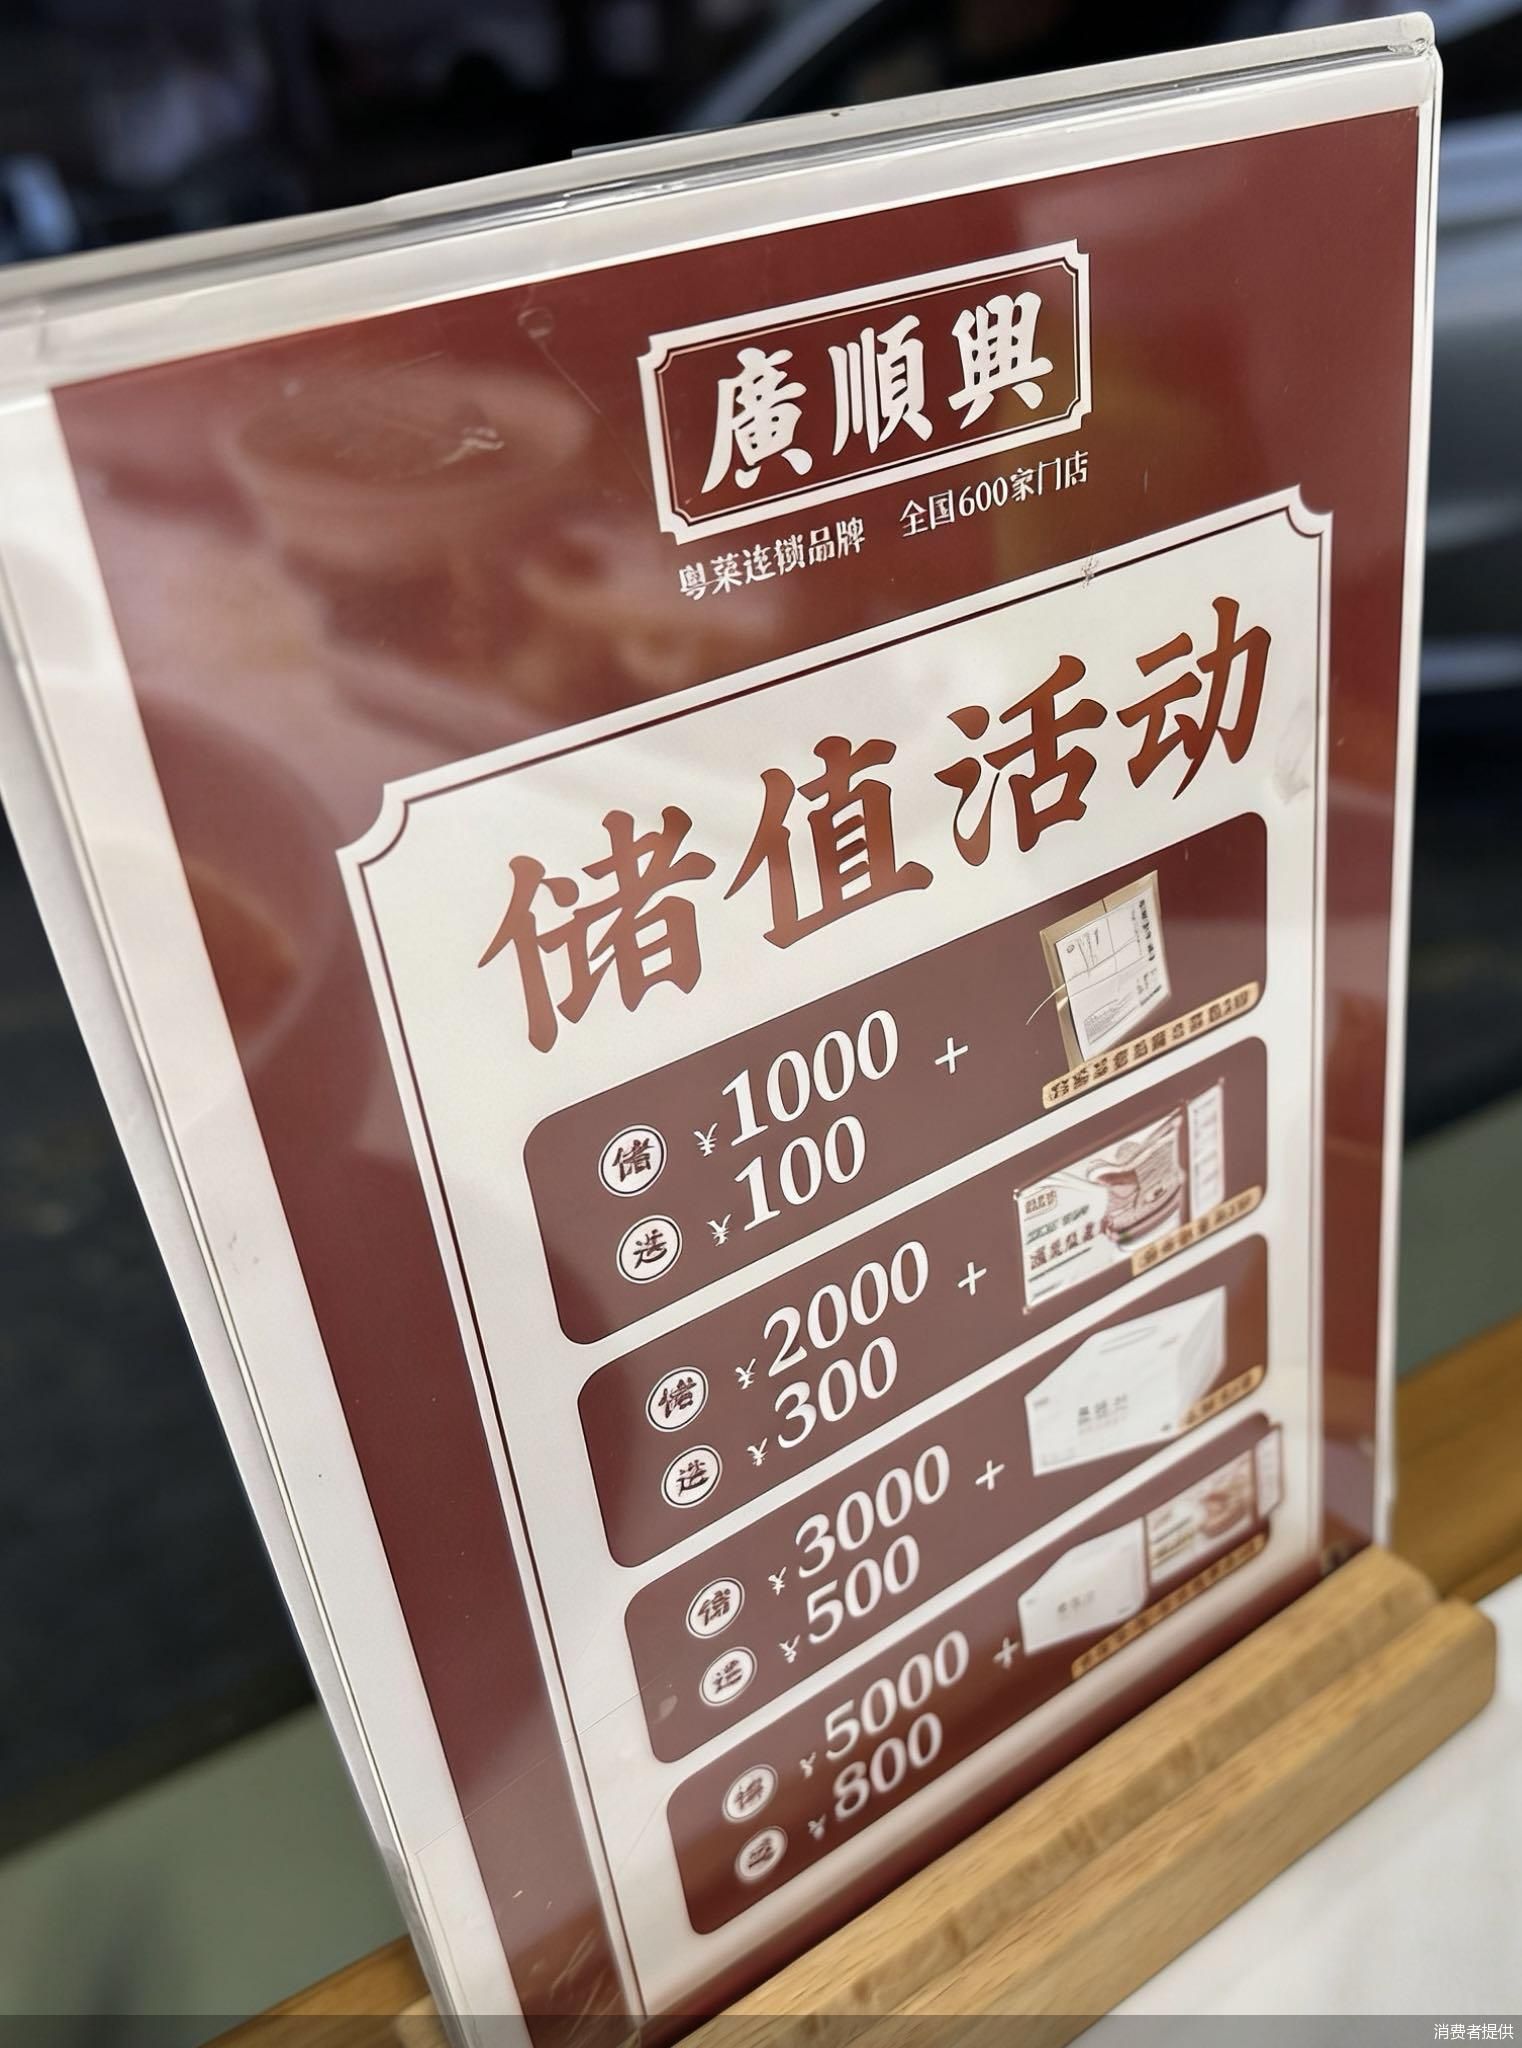 廣順興
粤菜连锁品牌 全国600家门店
储值活动
储 ¥1000 +
送 ¥100
储 ¥2000 +
送 ¥300
储 ¥3000 +
送 ¥500
储 ¥5000 +
送 ¥800
消费者提供